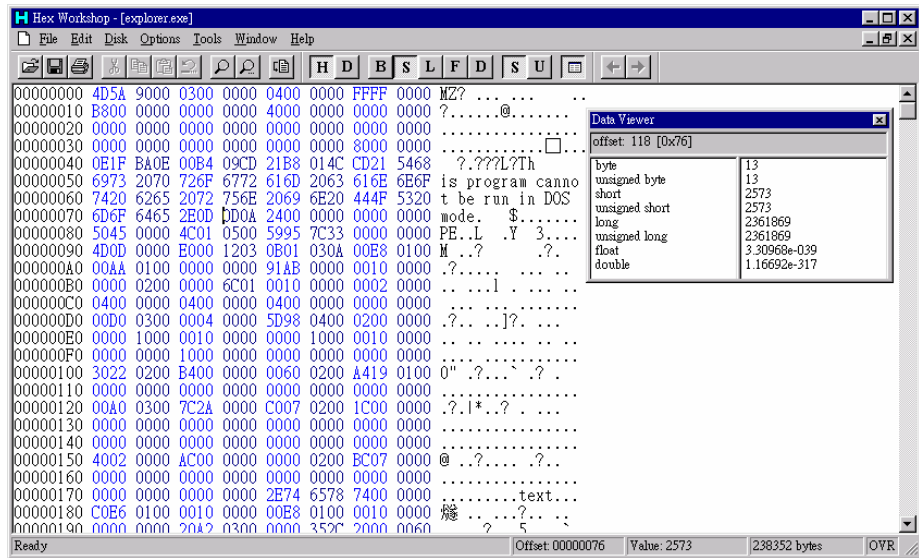 Hex Workshop - [explorer.exe]
File Edit Disk Options Tools Window Help
H D B S L F D S U
00000000 4D5A 9000 0300 0000 0400 0000 FFFF 0000 MZ? ....... ..
00000010 B800 0000 0000 0000 4000 0000 0000 0000 ?.......@.......
00000020 0000 0000 0000 0000 0000 0000 0000 0000 ................
00000030 0000 0000 0000 0000 0000 0000 8000 0000 ............□...
00000040 0E1F BA0E 00B4 09CD 21B8 014C CD21 5468 ?.???L?Th
00000050 6973 2070 726F 6772 616D 2063 616E 6E6F is program canno
00000060 7420 6265 2072 756E 2069 6E20 444F 5320 t be run in DOS
00000070 6D6F 6465 2E0D 0D0A 2400 0000 0000 0000 mode. $.......
00000080 5045 0000 4C01 0500 5995 7C33 0000 0000 PE..L .Y 3....
00000090 4D0D 0000 E000 1203 0B01 030A 00E8 0100 M ..? .?.
000000A0 00AA 0100 0000 0000 91AB 0000 0010 0000 .?..... ... ..
000000B0 0000 0200 0000 6C01 0010 0000 0002 0000 .. ...l . ... ..
000000C0 0400 0000 0400 0000 0400 0000 0000 0000 ... ... ........
000000D0 00D0 0300 0004 0000 5D98 0400 0200 0000 .?.. ..]?. ...
000000E0 0000 1000 0010 0000 0000 1000 0010 0000 .. .. .... .. ..
000000F0 0000 0000 1000 0000 0000 0000 0000 0000 .... ...........
00000100 3022 0200 B400 0000 0060 0200 A419 0100 0" .?...` .? .
00000110 0000 0000 0000 0000 0000 0000 0000 0000 ................
00000120 00A0 0300 7C2A 0000 C007 0200 1C00 0000 .?.|*..? . ...
00000130 0000 0000 0000 0000 0000 0000 0000 0000 ................
00000140 0000 0000 0000 0000 0000 0000 0000 0000 ................
00000150 4002 0000 AC00 0000 0000 0200 BC07 0000 @ ..?.... .?..
00000160 0000 0000 0000 0000 0000 0000 0000 0000 ................
00000170 0000 0000 0000 0000 2E74 6578 7400 0000 .........text...
00000180 C0E6 0100 0010 0000 00E8 0100 0010 0000 .. ...?.. ..
00000190 0000 0000 20A2 0300 0000 352C 2000 0060 ? 5 `
Data Viewer
offset: 118 [0x76]
byte 13
unsigned byte 13
short 2573
unsigned short 2573
long 2361869
unsigned long 2361869
float 3.30968e-039
double 1.16692e-317
Ready Offset: 00000076 Value: 2573 238352 bytes OVR